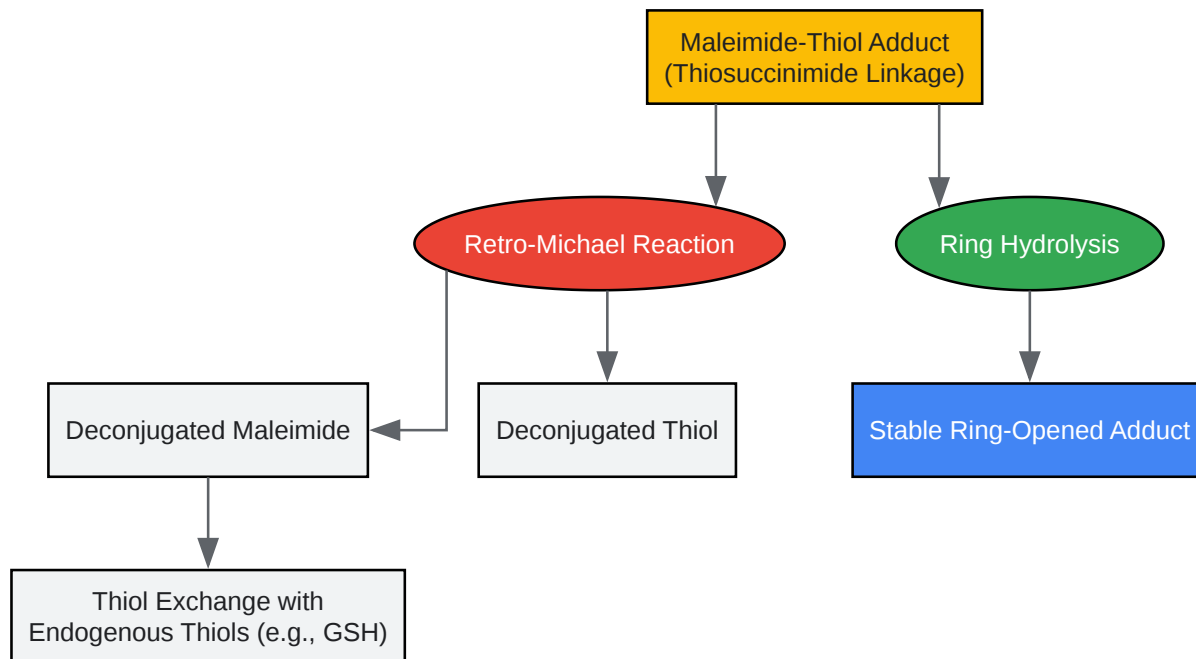 Maleimide-Thiol Adduct
(Thiosuccinimide Linkage)
Retro-Michael Reaction
Ring Hydrolysis
Deconjugated Maleimide
Deconjugated Thiol
Stable Ring-Opened Adduct
Thiol Exchange with
Endogenous Thiols (e.g., GSH)